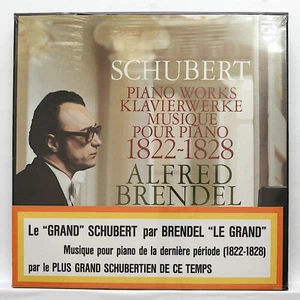 SCHUBERT
PIANO WORKS
KLAVIERWERKE
MUSIQUE
POUR PIANO
1822-1828
ALFRED
BRENDEL
Le "GRAND" SCHUBERT par BRENDEL "LE GRAND"
Musique pour piano de la dernière période (1822-1828)
par le PLUS GRAND SCHUBERTIEN DE CE TEMPS